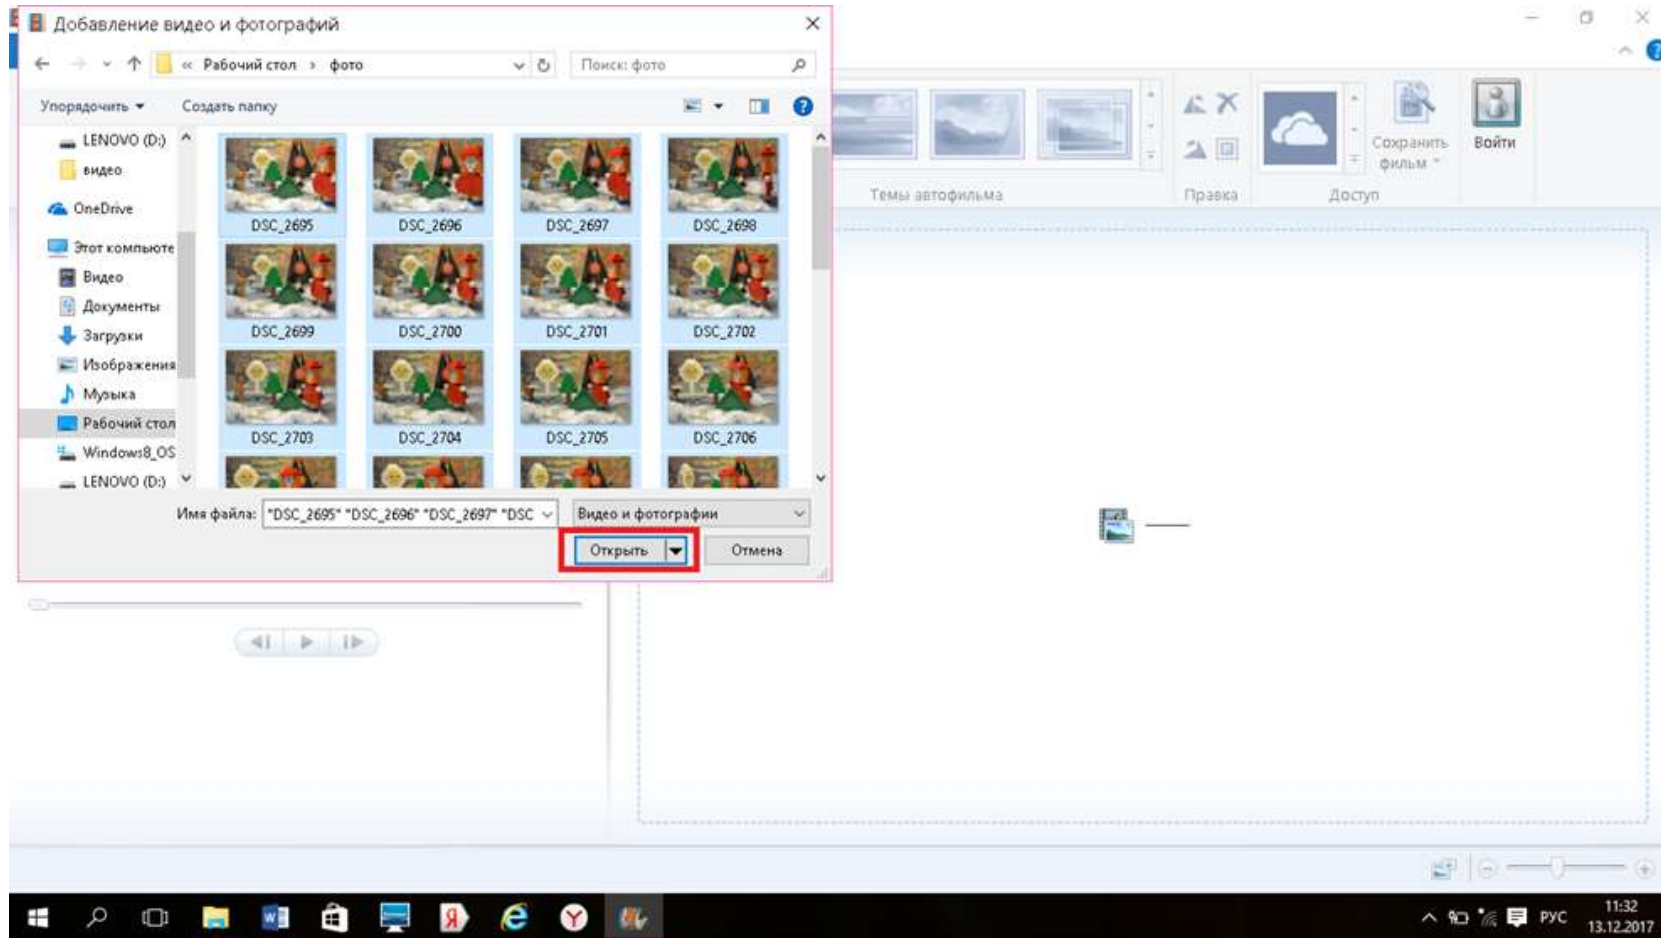 Добавление видео и фотографий
« Рабочий стол › фото
Поиск: фото
Упорядочить
Создать папку
LENOVO (D:)
видео
OneDrive
Этот компьюте
Видео
Документы
Загрузки
Изображения
Музыка
Рабочий стол
Windows8_OS
LENOVO (D:)
DSC_2695 DSC_2696 DSC_2697 DSC_2698
DSC_2699 DSC_2700 DSC_2701 DSC_2702
DSC_2703 DSC_2704 DSC_2705 DSC_2706
Имя файла: "DSC_2695" "DSC_2696" "DSC_2697" "DSC
Видео и фотографии
Открыть
Отмена
Сохранить
фильм
Войти
Темы автофильма
Правка
Доступ
РУС
11:32
13.12.2017